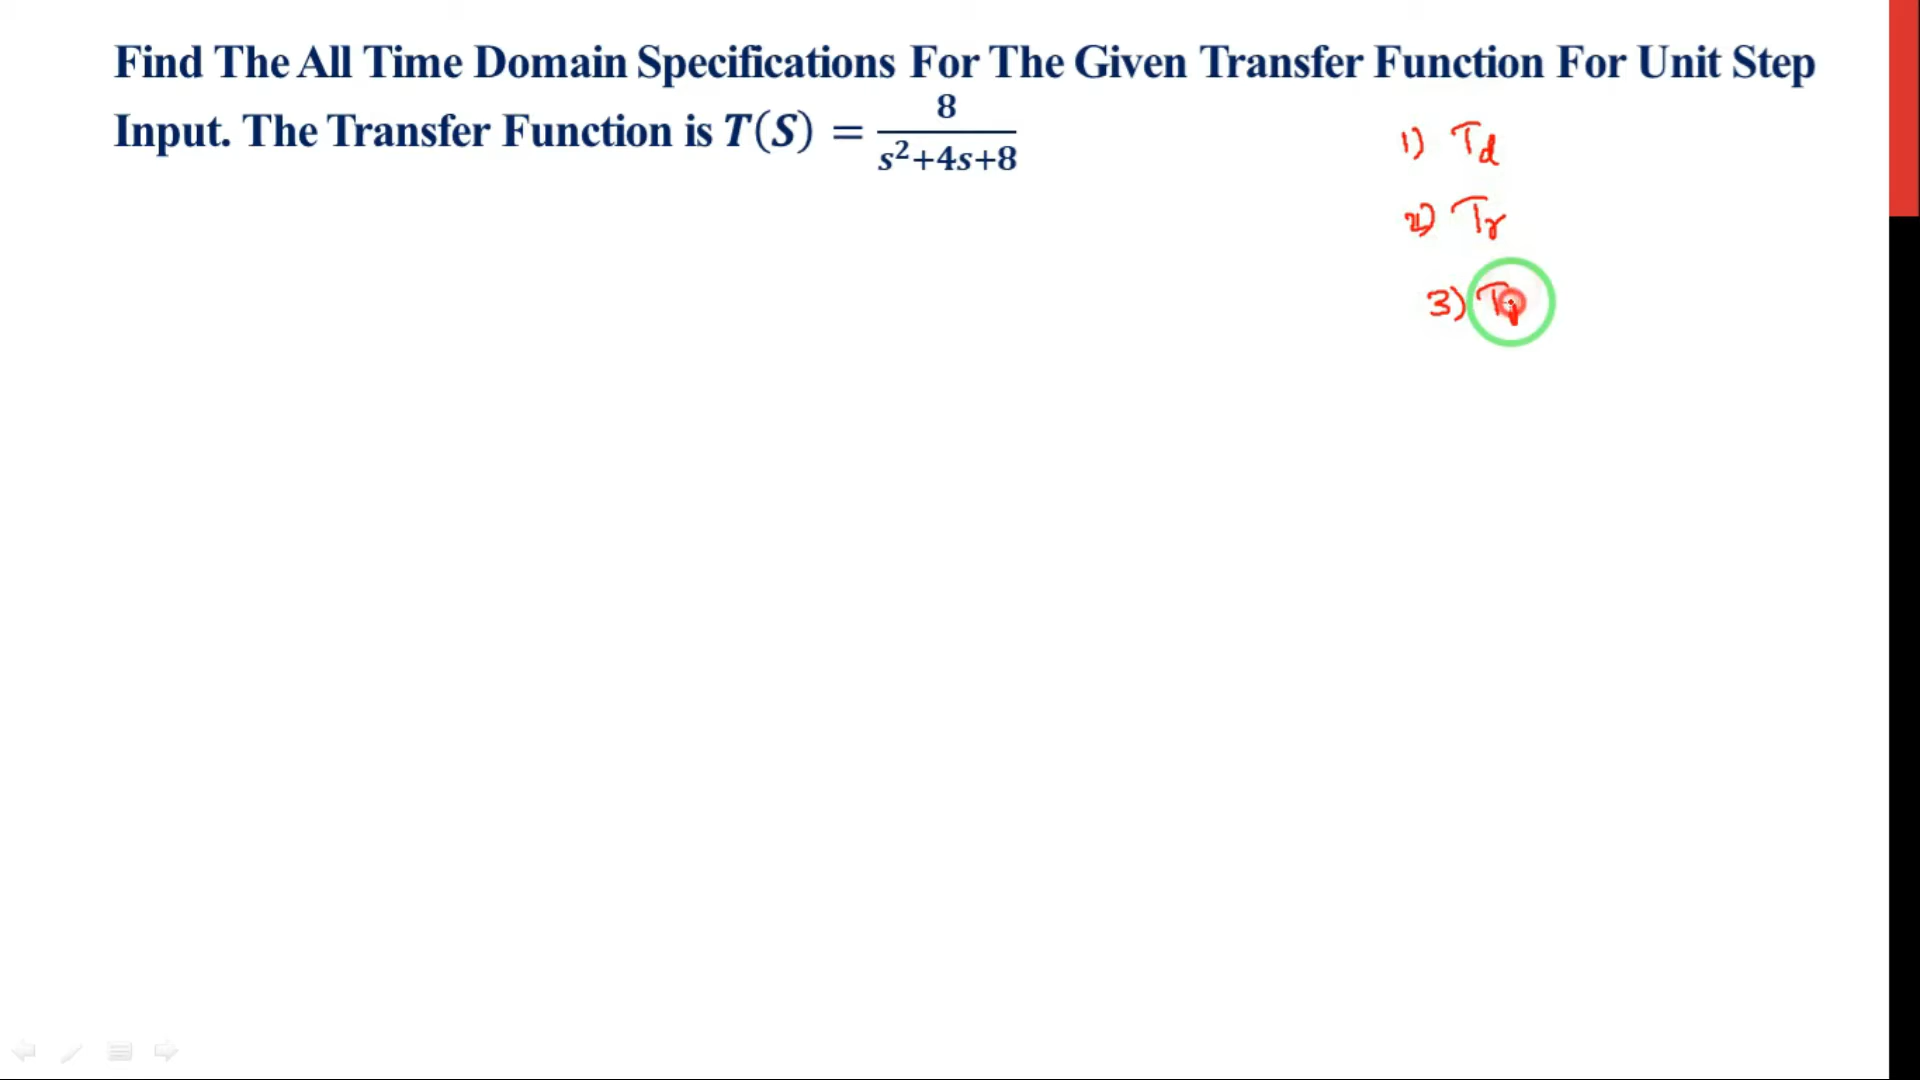 Find The All Time Domain Specifications For The Given Transfer Function For Unit Step
Input. The Transfer Function is T(S) = 8/(s²+4s+8)
1) Td
2) Tr
3) Tp